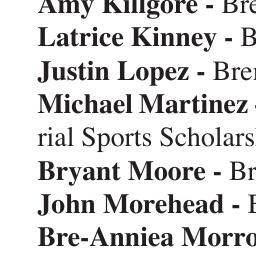 Amy Killgore - Bre
Latrice Kinney - B
Justin Lopez - Bre
Michael Martinez
rial Sports Scholars
Bryant Moore - Br
John Morehead -
Bre-Anniea Morro